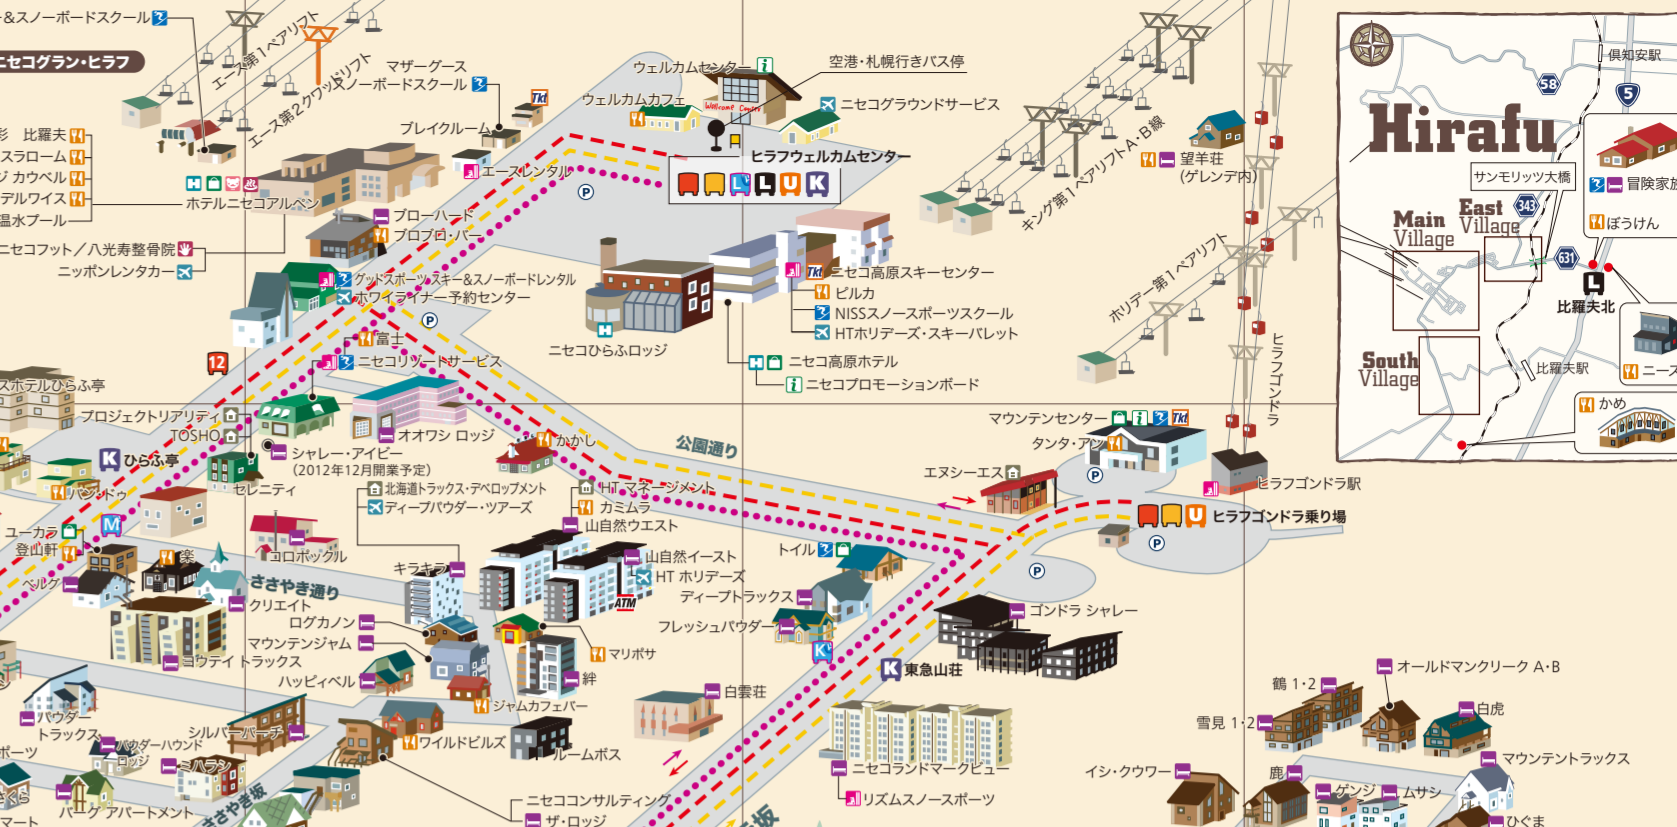 &スノーボードスクール
ニセコグラン・ヒラフ
エース第1ペアリフト
エース第2クワッドリフト
マザーグース
スノーボードスクール
Tkt
ブレイクルーム
エースレンタル
ウェルカムセンター
ウェルカムカフェ
Welcome Center
空港・札幌行きバス停
ニセコグラウンドサービス
ヒラフウェルカムセンター
L L U K
P
比羅夫
スラローム
ジ カウベル
デルワイス
温水プール
H
ホテルニセコアルペン
ニセコフット／八光寿整骨院
ニッポンレンタカー
ブローハード
プロプロ・バー
グッドスポーツスキー&スノーボードレンタル
ホワイライナー予約センター
P
富士
ニセコリゾートサービス
12
スホテルひらふ亭
プロジェクトリアリティ
TOSHO
K ひらふ亭
シャレー・アイビー
(2012年12月開業予定)
オオワシ ロッジ
セレニティ
パン・ドゥ
M
ユーカラ
登山軒
ベルグ
楽
コロポックル
ささやき通り
クリエイト
ヨウテイ トラックス
北海道トラックス・デベロップメント
ディープパウダー・ツアーズ
キラキラ
かかし
HT マネージメント
カミムラ
山自然ウエスト
山自然イースト
HT ホリデーズ
ATM
ログカノン
マウンテンジャム
ハッピィベル
マリポサ
絆
ジャムカフェバー
ワイルドビルズ
ルームボス
パウダー
トラックス
シルバーバーチ
パウダーハウンド
ロッジ
ミハラシ
ポーツ
さくら
マート
パーク アパートメント
ささやき坂
ニセココンサルティング
ザ・ロッジ
H
ニセコひらふロッジ
Tkt ニセコ高原スキーセンター
ピルカ
NISSスノースポーツスクール
HTホリデーズ・スキーバレット
H ニセコ高原ホテル
ニセコプロモーションボード
公園通り
キング第1ペアリフトA・B線
望羊荘
(ゲレンデ内)
ホリデー第1ペアリフト
ヒラフゴンドラ
マウンテンセンター
Tkt
タンタ・アン
エヌシーエス
P
ヒラフゴンドラ駅
U ヒラフゴンドラ乗り場
P
P
トイル
ディープトラックス
フレッシュパウダー
K
K 東急山荘
ゴンドラ シャレー
白雲荘
ニセコランドマークビュー
リズムスノースポーツ
坂
オールドマンクリーク A・B
鶴 1・2
雪見 1・2
白虎
マウンテントラックス
イシ・クウワー
鹿
ゲンジ
ムサシ
ひぐま
Hirafu
倶知安駅
58
5
サンモリッツ大橋
343
Main
Village
East
Village
631
L
比羅夫北
冒険家族
ぼうけん
South
Village
比羅夫駅
ニース
かめ